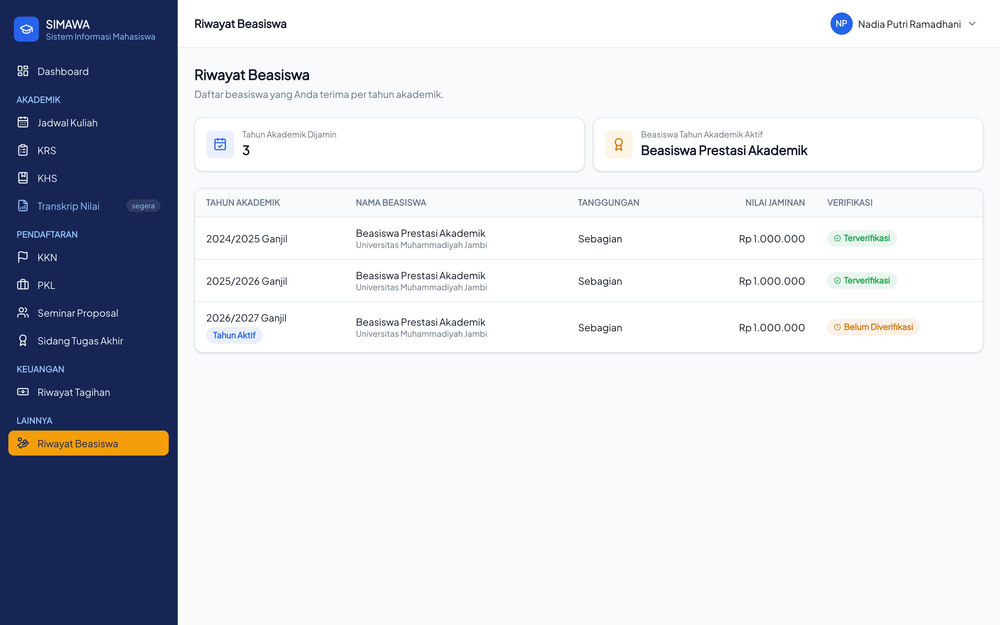 SIMAWA
Sistem Informasi Mahasiswa
Dashboard
AKADEMIK
Jadwal Kuliah
KRS
KHS
Transkrip Nilai segera
PENDAFTARAN
KKN
PKL
Seminar Proposal
Sidang Tugas Akhir
KEUANGAN
Riwayat Tagihan
LAINNYA
Riwayat Beasiswa
Riwayat Beasiswa
NP Nadia Putri Ramadhani
Riwayat Beasiswa
Daftar beasiswa yang Anda terima per tahun akademik.
Tahun Akademik Dijamin
3
Beasiswa Tahun Akademik Aktif
Beasiswa Prestasi Akademik
TAHUN AKADEMIK NAMA BEASISWA TANGGUNGAN NILAI JAMINAN VERIFIKASI
2024/2025 Ganjil Beasiswa Prestasi Akademik Sebagian Rp 1.000.000 Terverifikasi
Universitas Muhammadiyah Jambi
2025/2026 Ganjil Beasiswa Prestasi Akademik Sebagian Rp 1.000.000 Terverifikasi
Universitas Muhammadiyah Jambi
2026/2027 Ganjil Beasiswa Prestasi Akademik Sebagian Rp 1.000.000 Belum Diverifikasi
Tahun Aktif Universitas Muhammadiyah Jambi